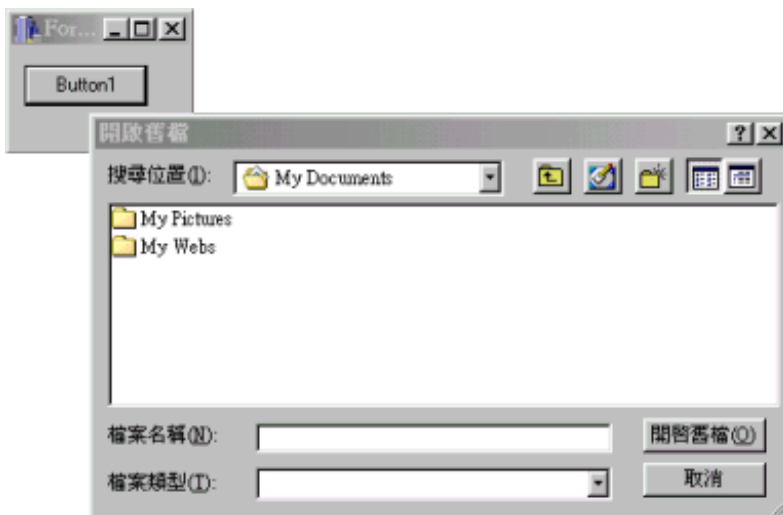 For...
Button1
開啟舊檔
搜尋位置(I):
My Documents
My Pictures
My Webs
檔案名稱(N):
開啓舊檔(O)
檔案類型(T):
取消